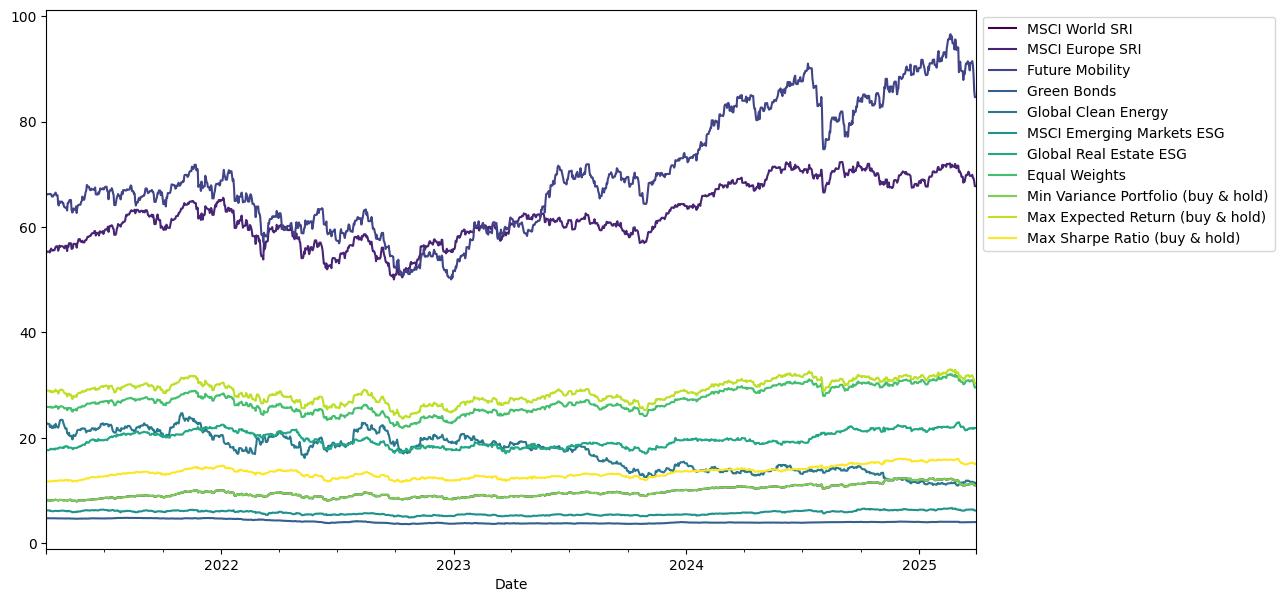 100
80
60
40
20
0
2022
2023
2024
2025
Date
MSCI World SRI
MSCI Europe SRI
Future Mobility
Green Bonds
Global Clean Energy
MSCI Emerging Markets ESG
Global Real Estate ESG
Equal Weights
Min Variance Portfolio (buy & hold)
Max Expected Return (buy & hold)
Max Sharpe Ratio (buy & hold)